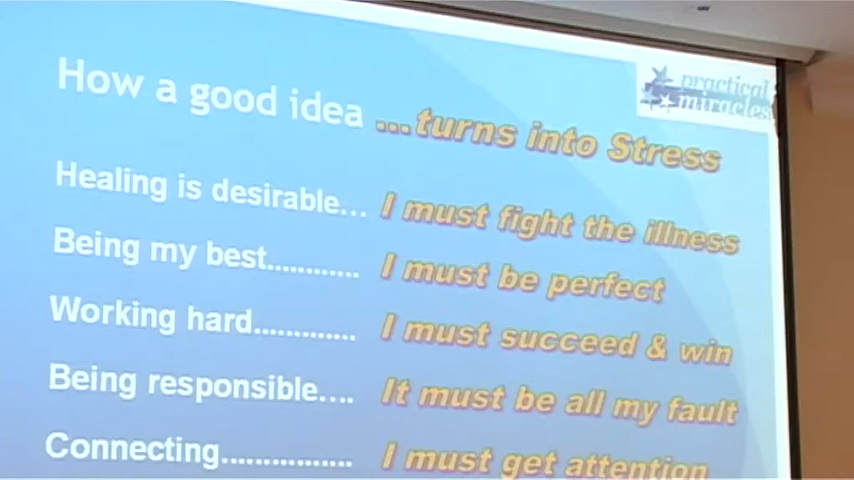 practical
miracles
How a good idea ...turns into Stress
Healing is desirable... I must fight the illness
Being my best............ I must be perfect
Working hard............. I must succeed & win
Being responsible.... It must be all my fault
Connecting............... I must get attention